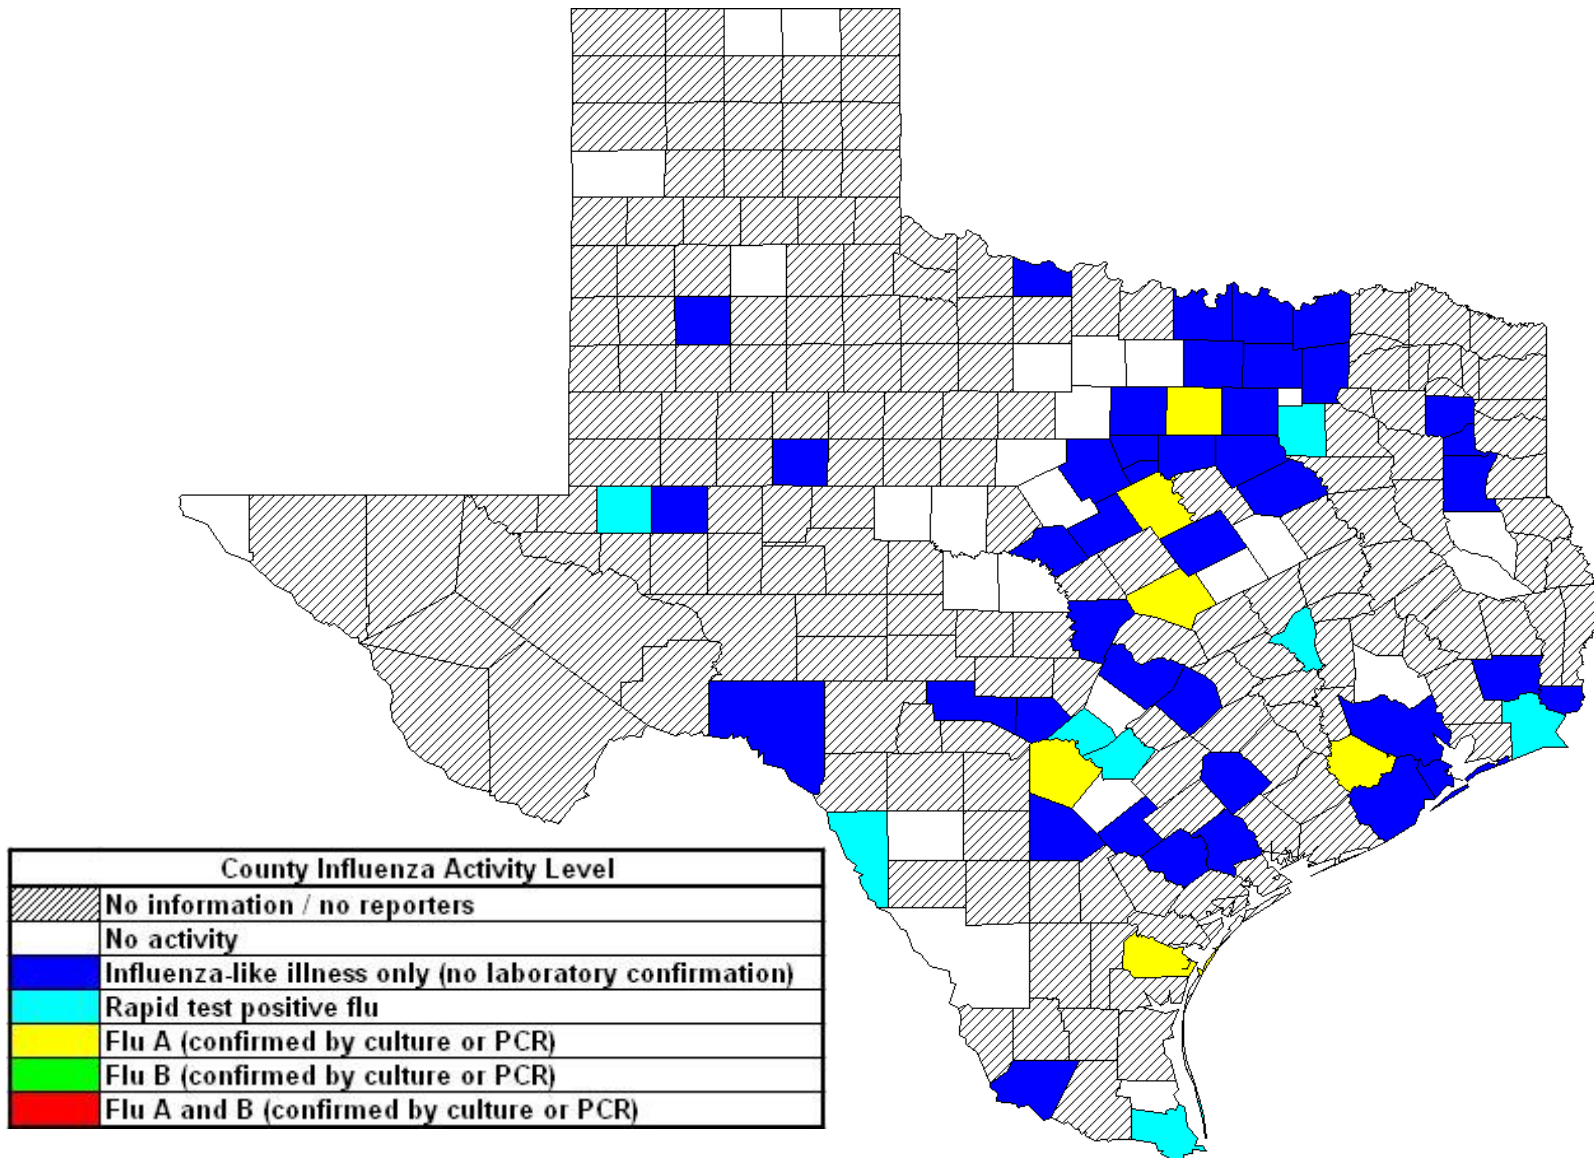 County Influenza Activity Level
No information / no reporters
No activity
Influenza-like illness only (no laboratory confirmation)
Rapid test positive flu
Flu A (confirmed by culture or PCR)
Flu B (confirmed by culture or PCR)
Flu A and B (confirmed by culture or PCR)